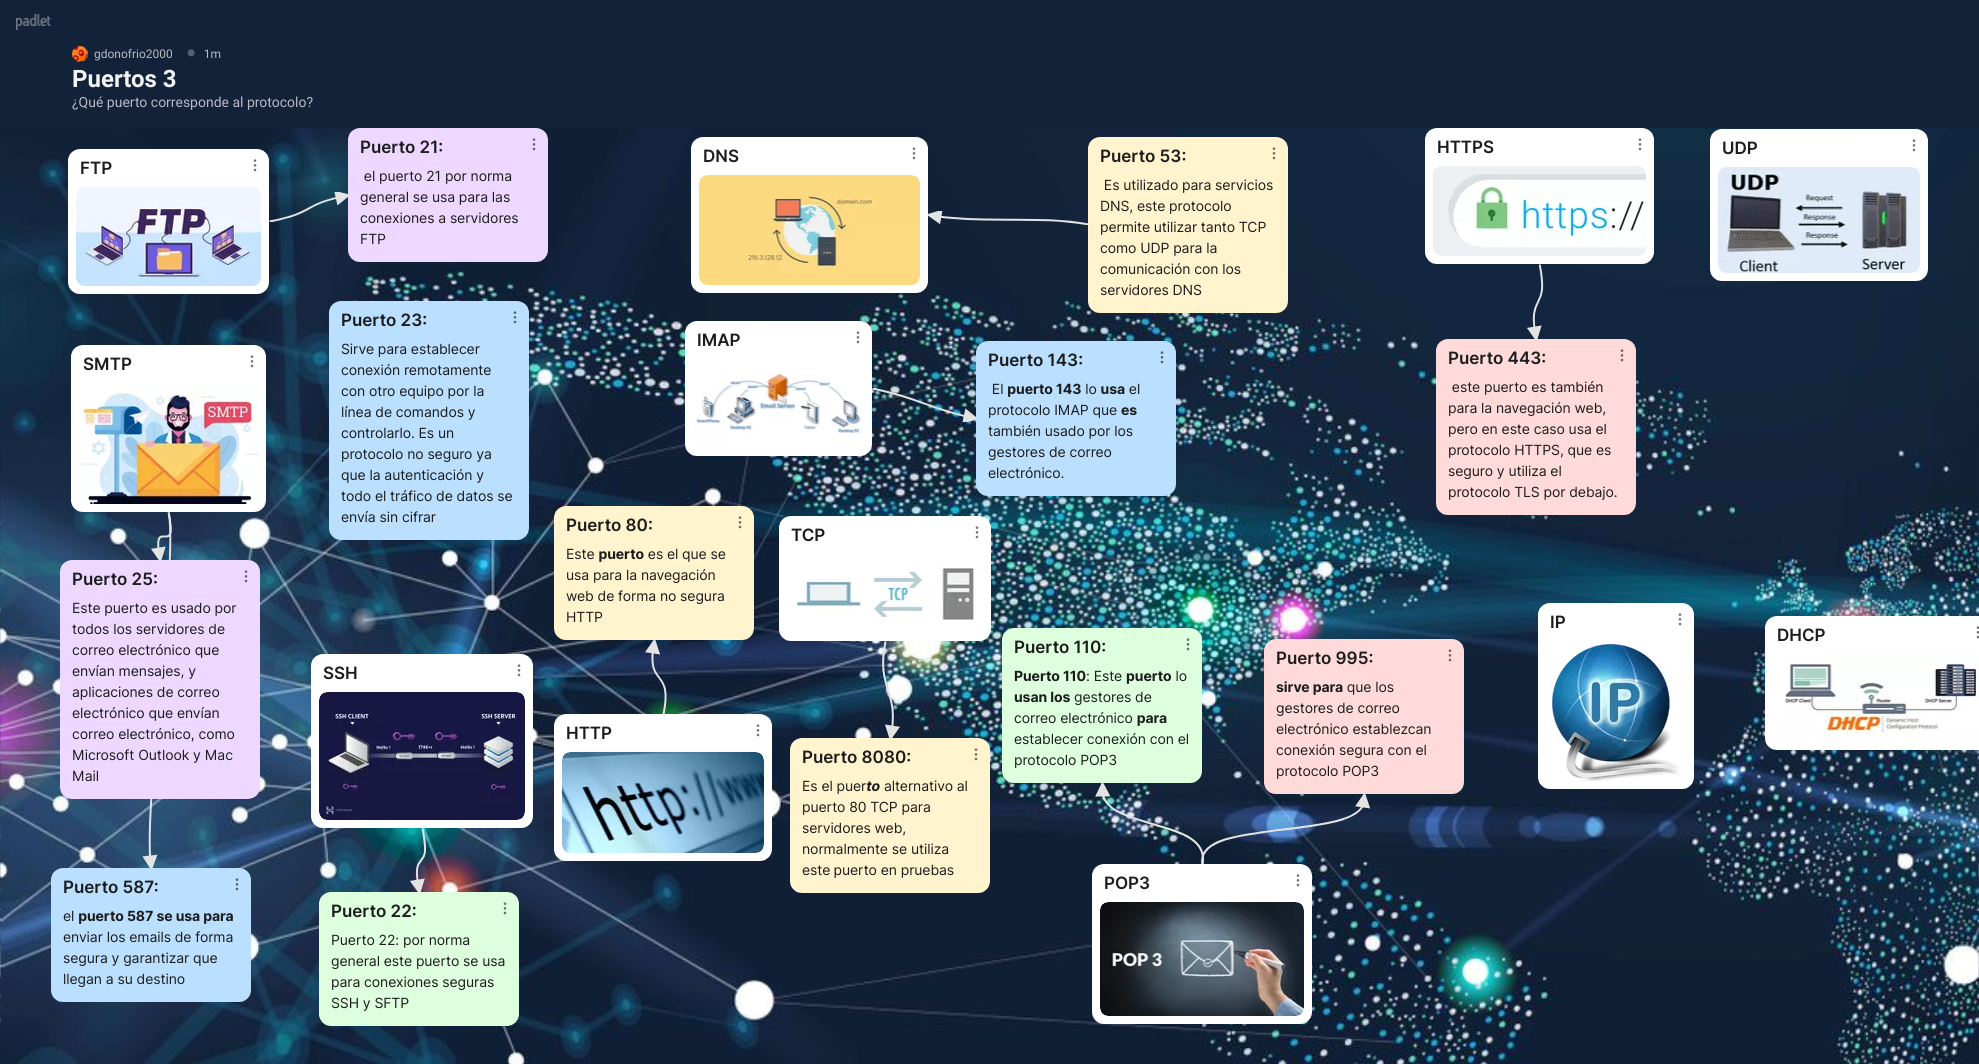 padlet
gdonofrio2000 1m
Puertos 3
¿Qué puerto corresponde al protocolo?
FTP
FTP
Puerto 21:
el puerto 21 por norma
general se usa para las
conexiones a servidores
FTP
DNS
domain.com
216.3.128.12
Puerto 53:
Es utilizado para servicios
DNS, este protocolo
permite utilizar tanto TCP
como UDP para la
comunicación con los
servidores DNS
HTTPS
https://
UDP
UDP
Request
Response
Response
Client
Server
SMTP
SMTP
Puerto 23:
Sirve para establecer
conexión remotamente
con otro equipo por la
línea de comandos y
controlarlo. Es un
protocolo no seguro ya
que la autenticación y
todo el tráfico de datos se
envía sin cifrar
IMAP
Email Server
Puerto 143:
El puerto 143 lo usa el
protocolo IMAP que es
también usado por los
gestores de correo
electrónico.
Puerto 443:
este puerto es también
para la navegación web,
pero en este caso usa el
protocolo HTTPS, que es
seguro y utiliza el
protocolo TLS por debajo.
Puerto 25:
Este puerto es usado por
todos los servidores de
correo electrónico que
envían mensajes, y
aplicaciones de correo
electrónico que envían
correo electrónico, como
Microsoft Outlook y Mac
Mail
Puerto 80:
Este puerto es el que se
usa para la navegación
web de forma no segura
HTTP
TCP
TCP
Puerto 110:
Puerto 110: Este puerto lo
usan los gestores de
correo electrónico para
establecer conexión con el
protocolo POP3
Puerto 995:
sirve para que los
gestores de correo
electrónico establezcan
conexión segura con el
protocolo POP3
IP
IP
DHCP
DHCP Client
Router
DHCP Server
DHCP
Dynamic Host
Configuration Protocol
SSH
SSH CLIENT
SSH SERVER
HTTP
http://www
Puerto 8080:
Es el puerto alternativo al
puerto 80 TCP para
servidores web,
normalmente se utiliza
este puerto en pruebas
Puerto 587:
el puerto 587 se usa para
enviar los emails de forma
segura y garantizar que
llegan a su destino
Puerto 22:
Puerto 22: por norma
general este puerto se usa
para conexiones seguras
SSH y SFTP
POP3
POP 3